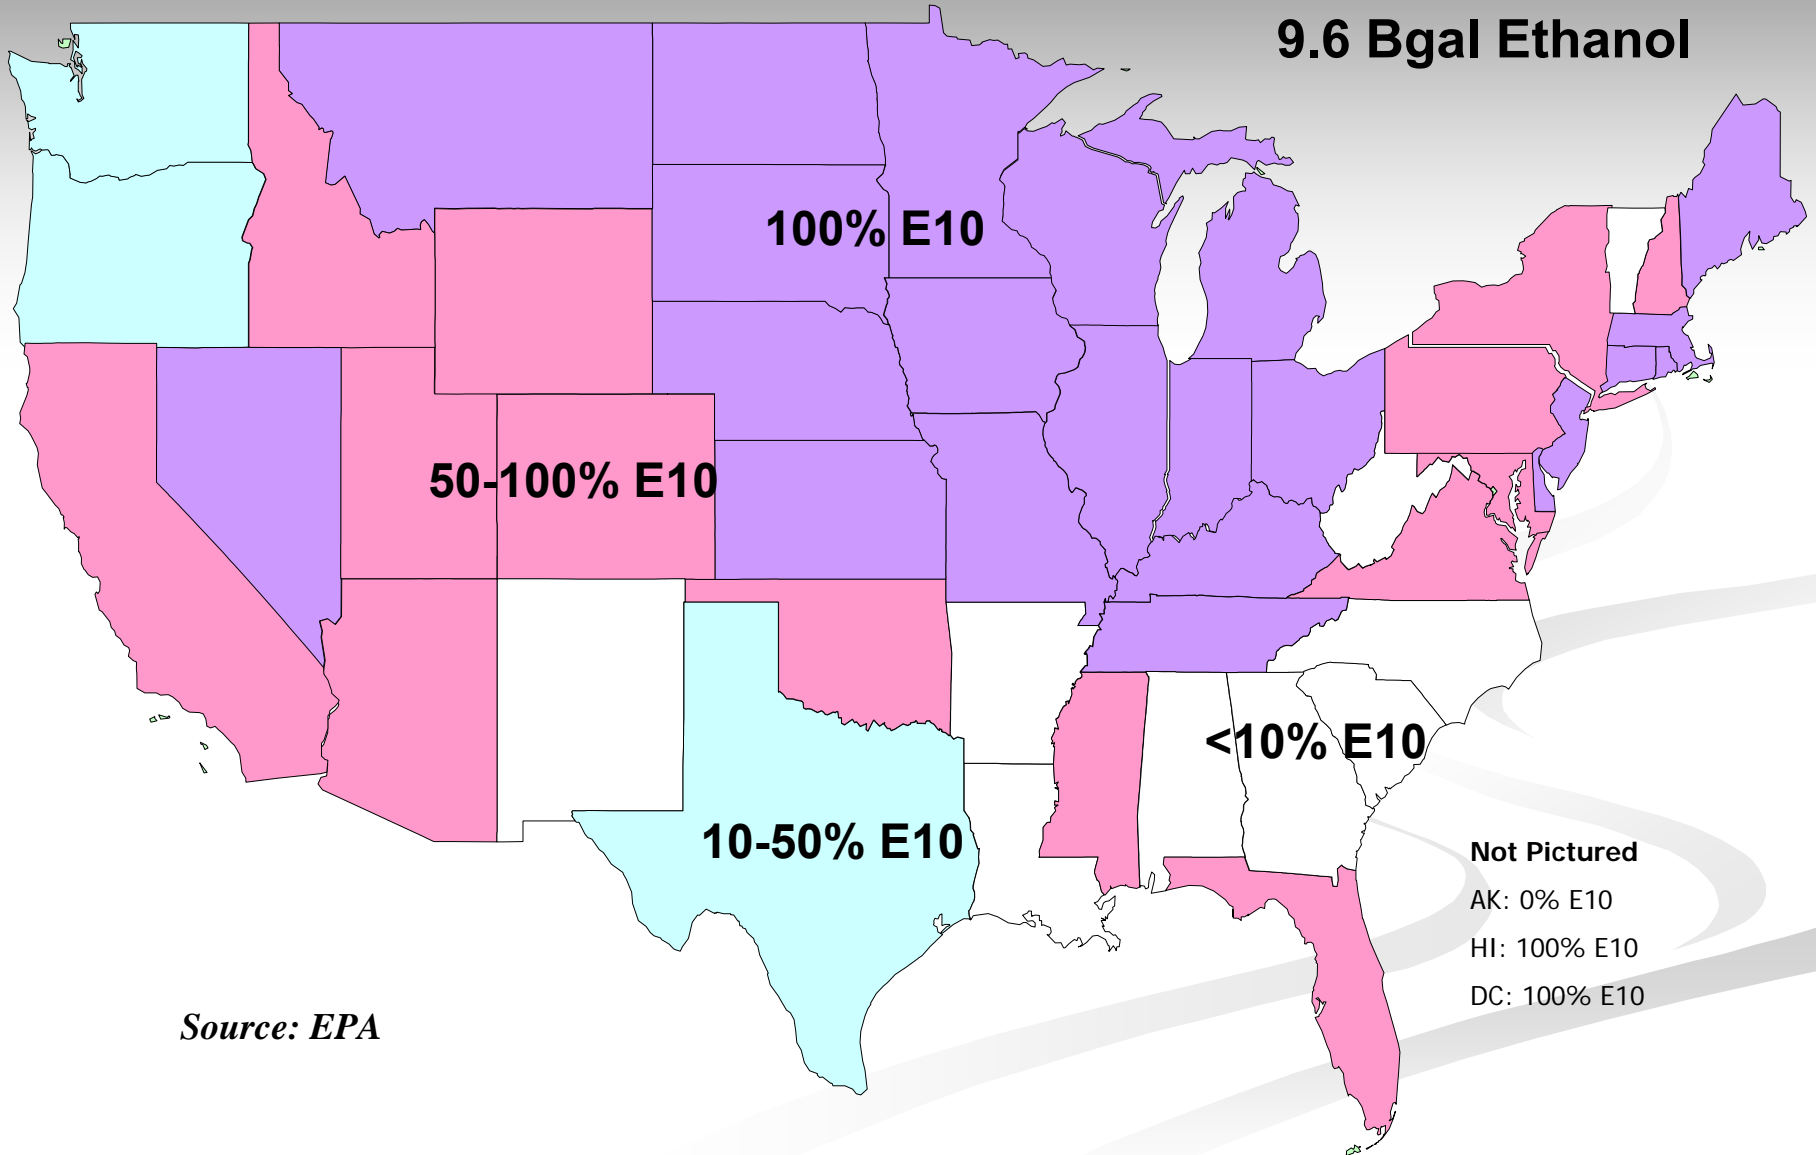 9.6 Bgal Ethanol
100% E10
50-100% E10
<10% E10
10-50% E10
Not Pictured
AK: 0% E10
HI: 100% E10
DC: 100% E10
Source: EPA